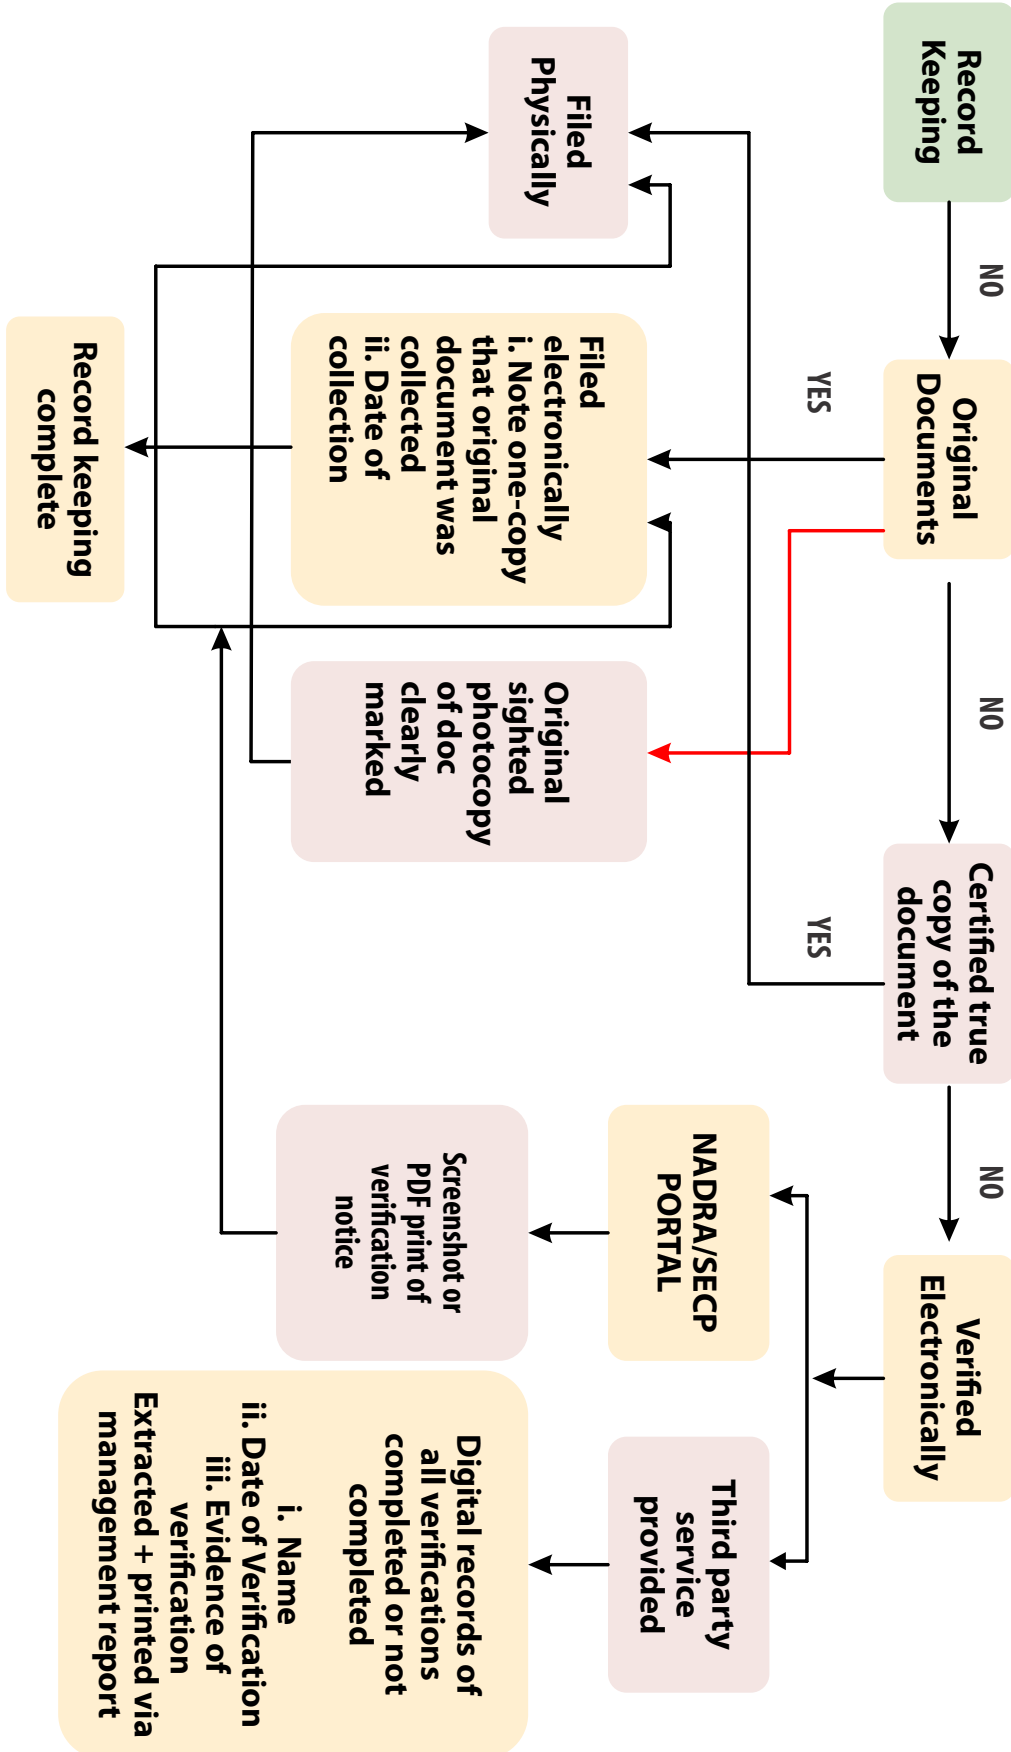 Record
Keeping
NO
Original
Documents
NO
Certified true
copy of the
document
NO
Verified
Electronically
YES
YES
Filed
Physically
Filed
electronically
i. Note one-copy
that original
document was
collected
ii. Date of
collection
Original
sighted
photocopy
of doc
clearly
marked
NADRA/SECP
PORTAL
Third party
service
provided
Screenshot or
PDF print of
verification
notice
Digital records of
all verifications
completed or not
completed
i. Name
ii. Date of Verification
iii. Evidence of
verification
Extracted + printed via
management report
Record keeping
complete